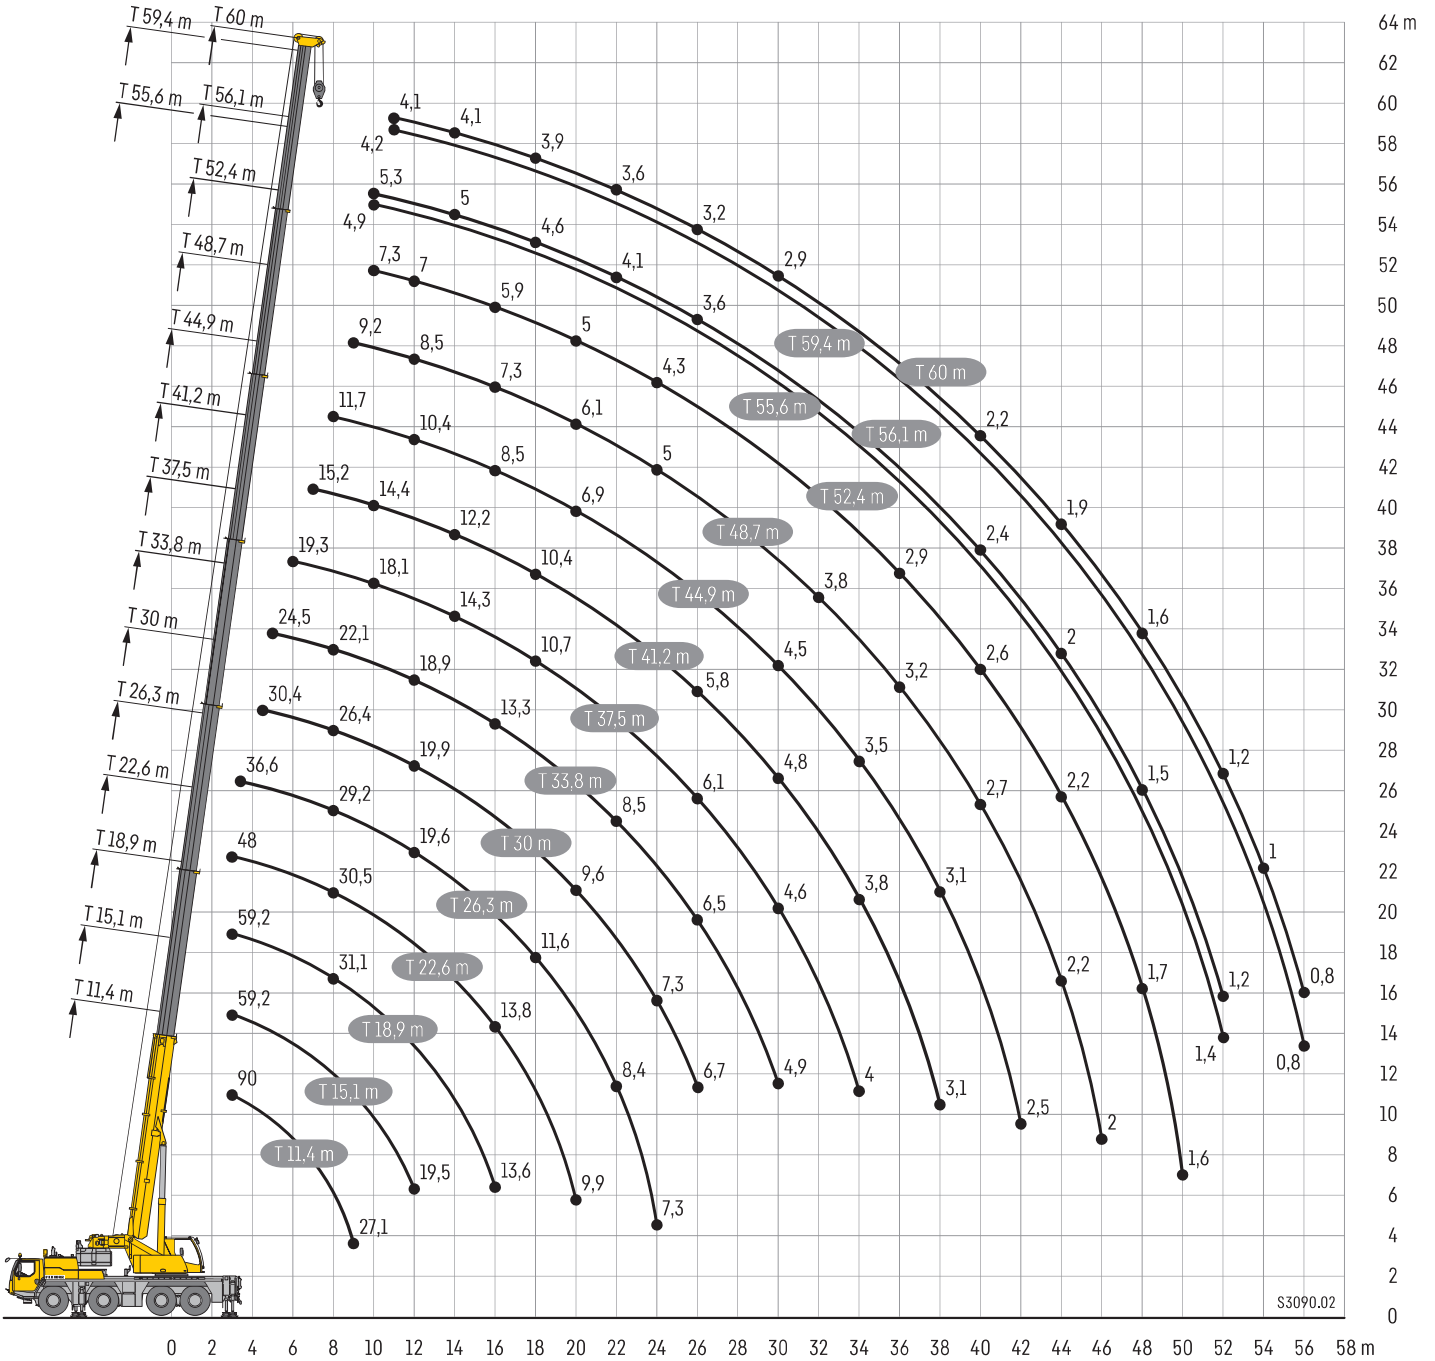 T 59,4 m T 60 m 64 m
62
T 55,6 m T 56,1 m 60
4,1 4,1
4,2 3,9 58
T 52,4 m 5,3 5 3,6 56
4,9 4,6 3,2 54
T 48,7 m 7,3 7 4,1 2,9 52
5,9 3,6 50
T 44,9 m 9,2 8,5 5 T 59,4 m 48
7,3 4,3 T 60 m 46
T 41,2 m 11,7 10,4 6,1 T 55,6 m T 56,1 m 2,2 44
8,5 5 42
T 37,5 m 15,2 14,4 6,9 T 52,4 m 1,9 40
12,2 T 48,7 m 2,4 38
T 33,8 m 19,3 18,1 10,4 2,9 36
14,3 T 44,9 m 3,8
T 30 m 24,5 22,1 10,7 T 41,2 m 2 1,6 34
18,9 4,5 3,2 2,6 32
T 26,3 m 30,4 26,4 13,3 T 37,5 m 5,8 30
19,9 3,5 28
T 22,6 m 36,6 29,2 T 33,8 m 6,1 4,8 2,7 2,2 1,5 1,2 26
19,6 8,5 24
T 18,9 m 48 30,5 T 30 m 9,6 3,8 3,1 1 22
T 26,3 m 6,5 4,6 20
T 15,1 m 59,2 31,1 T 22,6 m 11,6 2,2 1,7 18
T 11,4 m 59,2 13,8 7,3 1,2 0,8 16
T 18,9 m 1,4 0,8 14
90 T 15,1 m 8,4 6,7 4,9 4 3,1 12
2,5 2 10
T 11,4 m 19,5 13,6 9,9 1,6 8
7,3 6
27,1 4
2
S3090.02
0
0 2 4 6 8 10 12 14 16 18 20 22 24 26 28 30 32 34 36 38 40 42 44 46 48 50 52 54 56 58 m